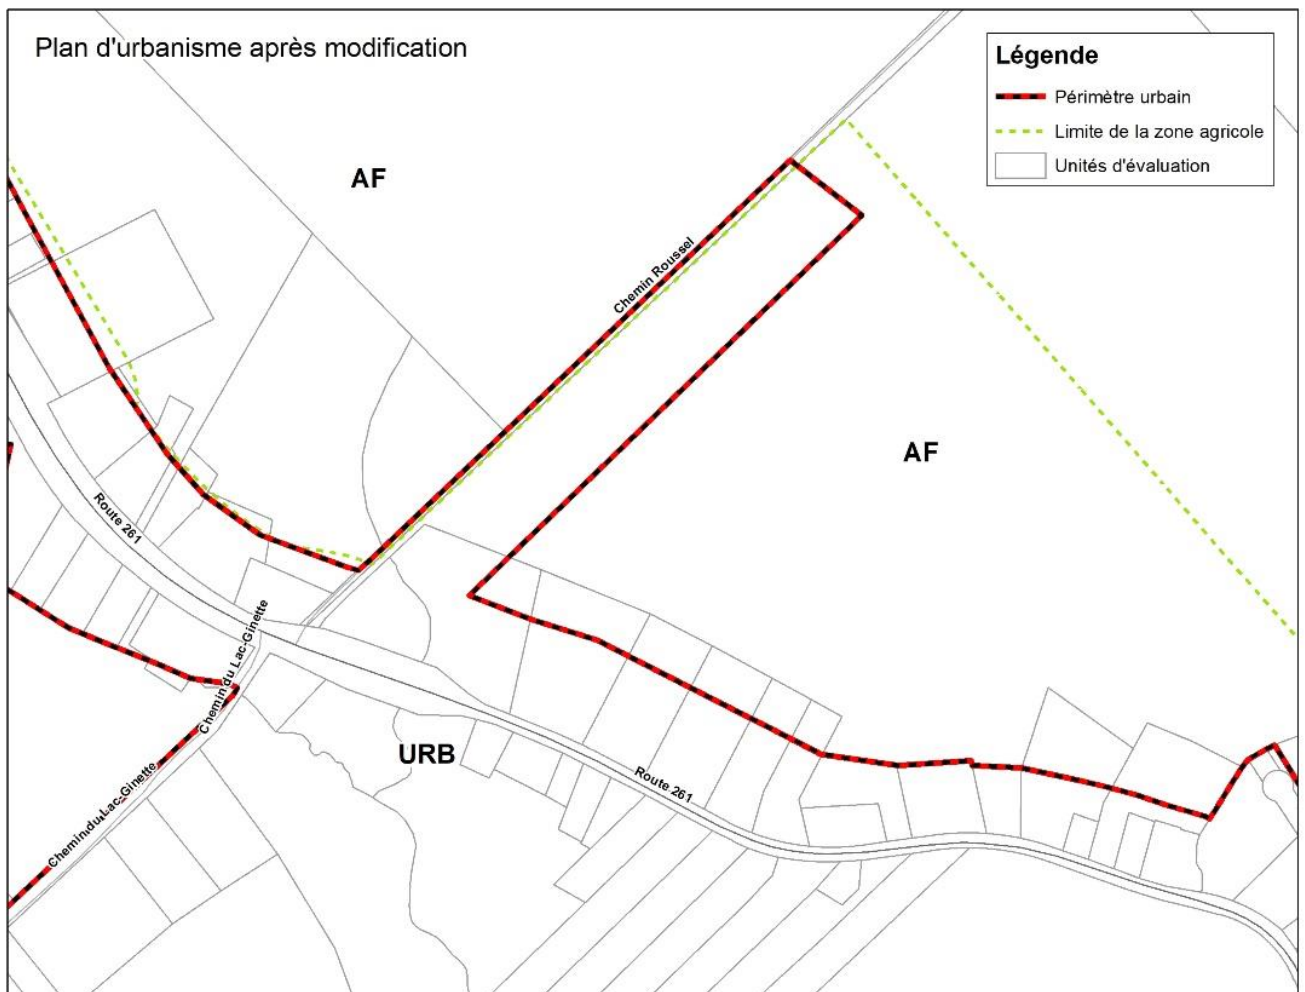 Plan d'urbanisme après modification
Légende
Périmètre urbain
Limite de la zone agricole
Unités d'évaluation
AF
Chemin Roussel
AF
Route 261
Chemin du Lac-Ginette
URB
Chemin du Lac-Ginette
Route 261